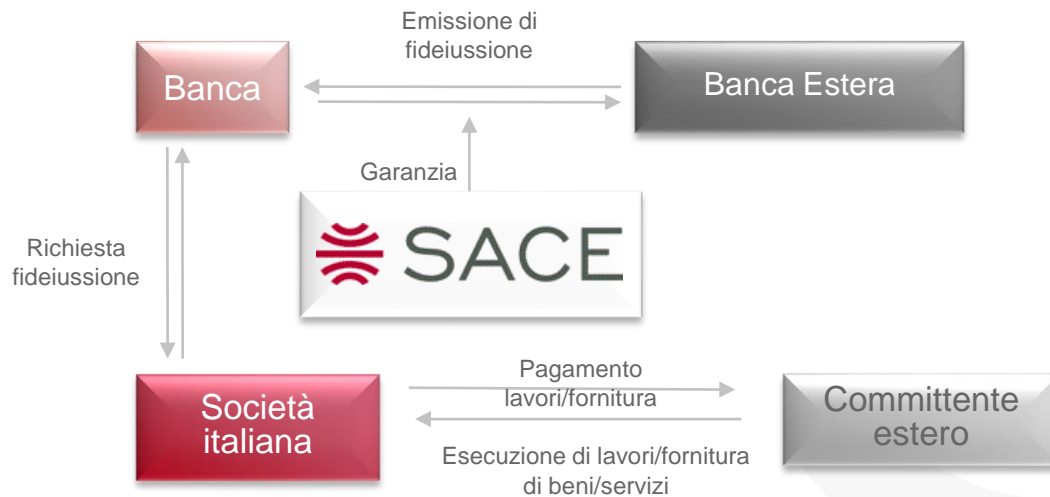 Emissione di
fideiussione
Banca
Banca Estera
Garanzia
SACE
Richiesta
fideiussione
Pagamento
lavori/fornitura
Società
italiana
Committente
estero
Esecuzione di lavori/fornitura
di beni/servizi